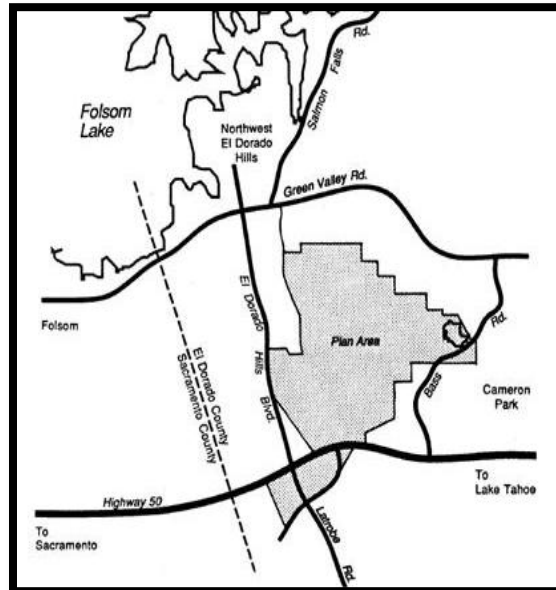 Folsom
Lake
Northwest
El Dorado
Hills
Salmon Falls Rd.
Green Valley Rd.
Folsom
El Dorado Hills Blvd.
El Dorado County
Sacramento County
Plan Area
Bass Rd.
Cameron
Park
Highway 50
To
Sacramento
To
Lake Tahoe
Latrobe Rd.